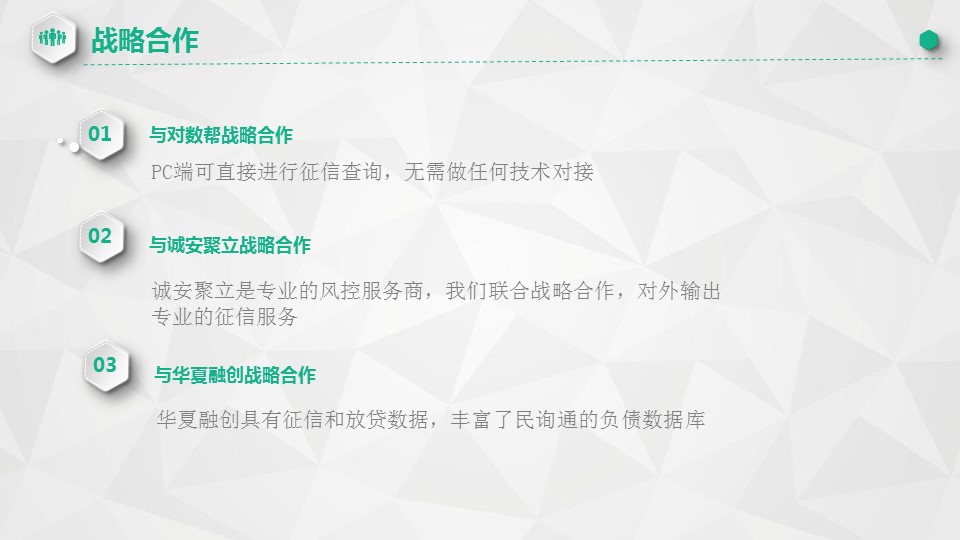 战略合作
01
与对数帮战略合作
PC端可直接进行征信查询，无需做任何技术对接
02
与诚安聚立战略合作
诚安聚立是专业的风控服务商，我们联合战略合作，对外输出
专业的征信服务
03
与华夏融创战略合作
华夏融创具有征信和放贷数据，丰富了民询通的负债数据库